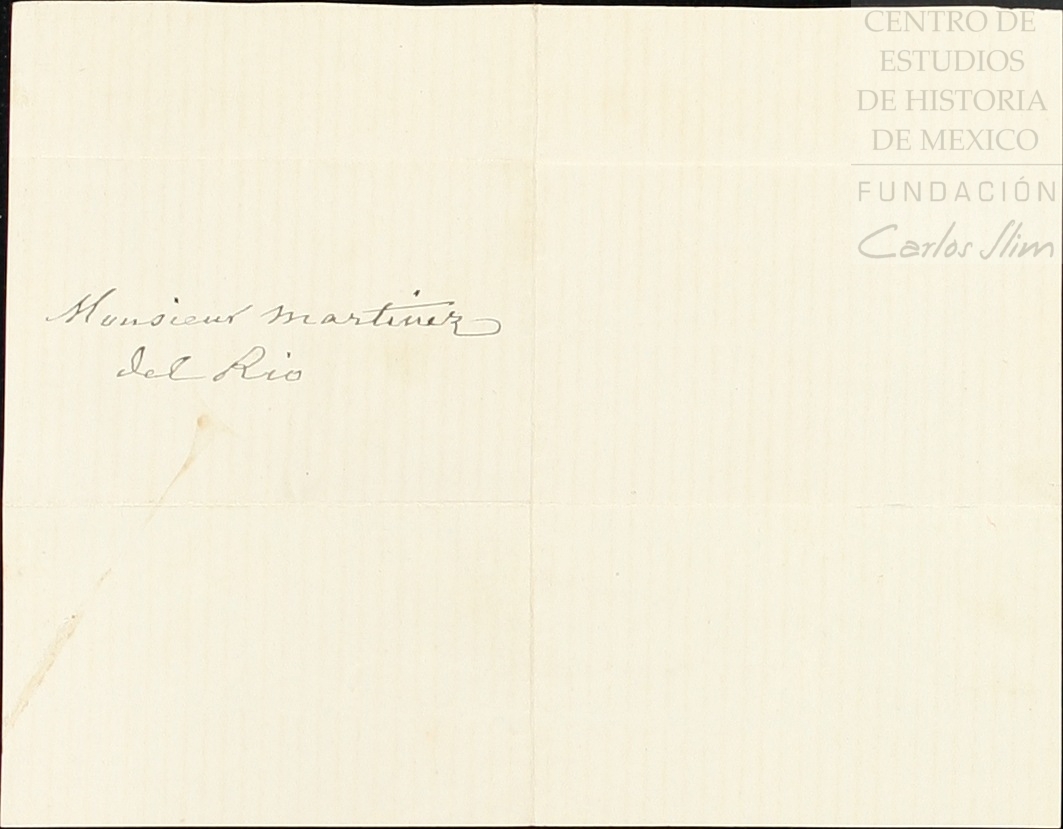 CENTRO DE
ESTUDIOS
DE HISTORIA
DE MEXICO
FUNDACIÓN
Carlos Slim
Monsieur Martinez
del Rio